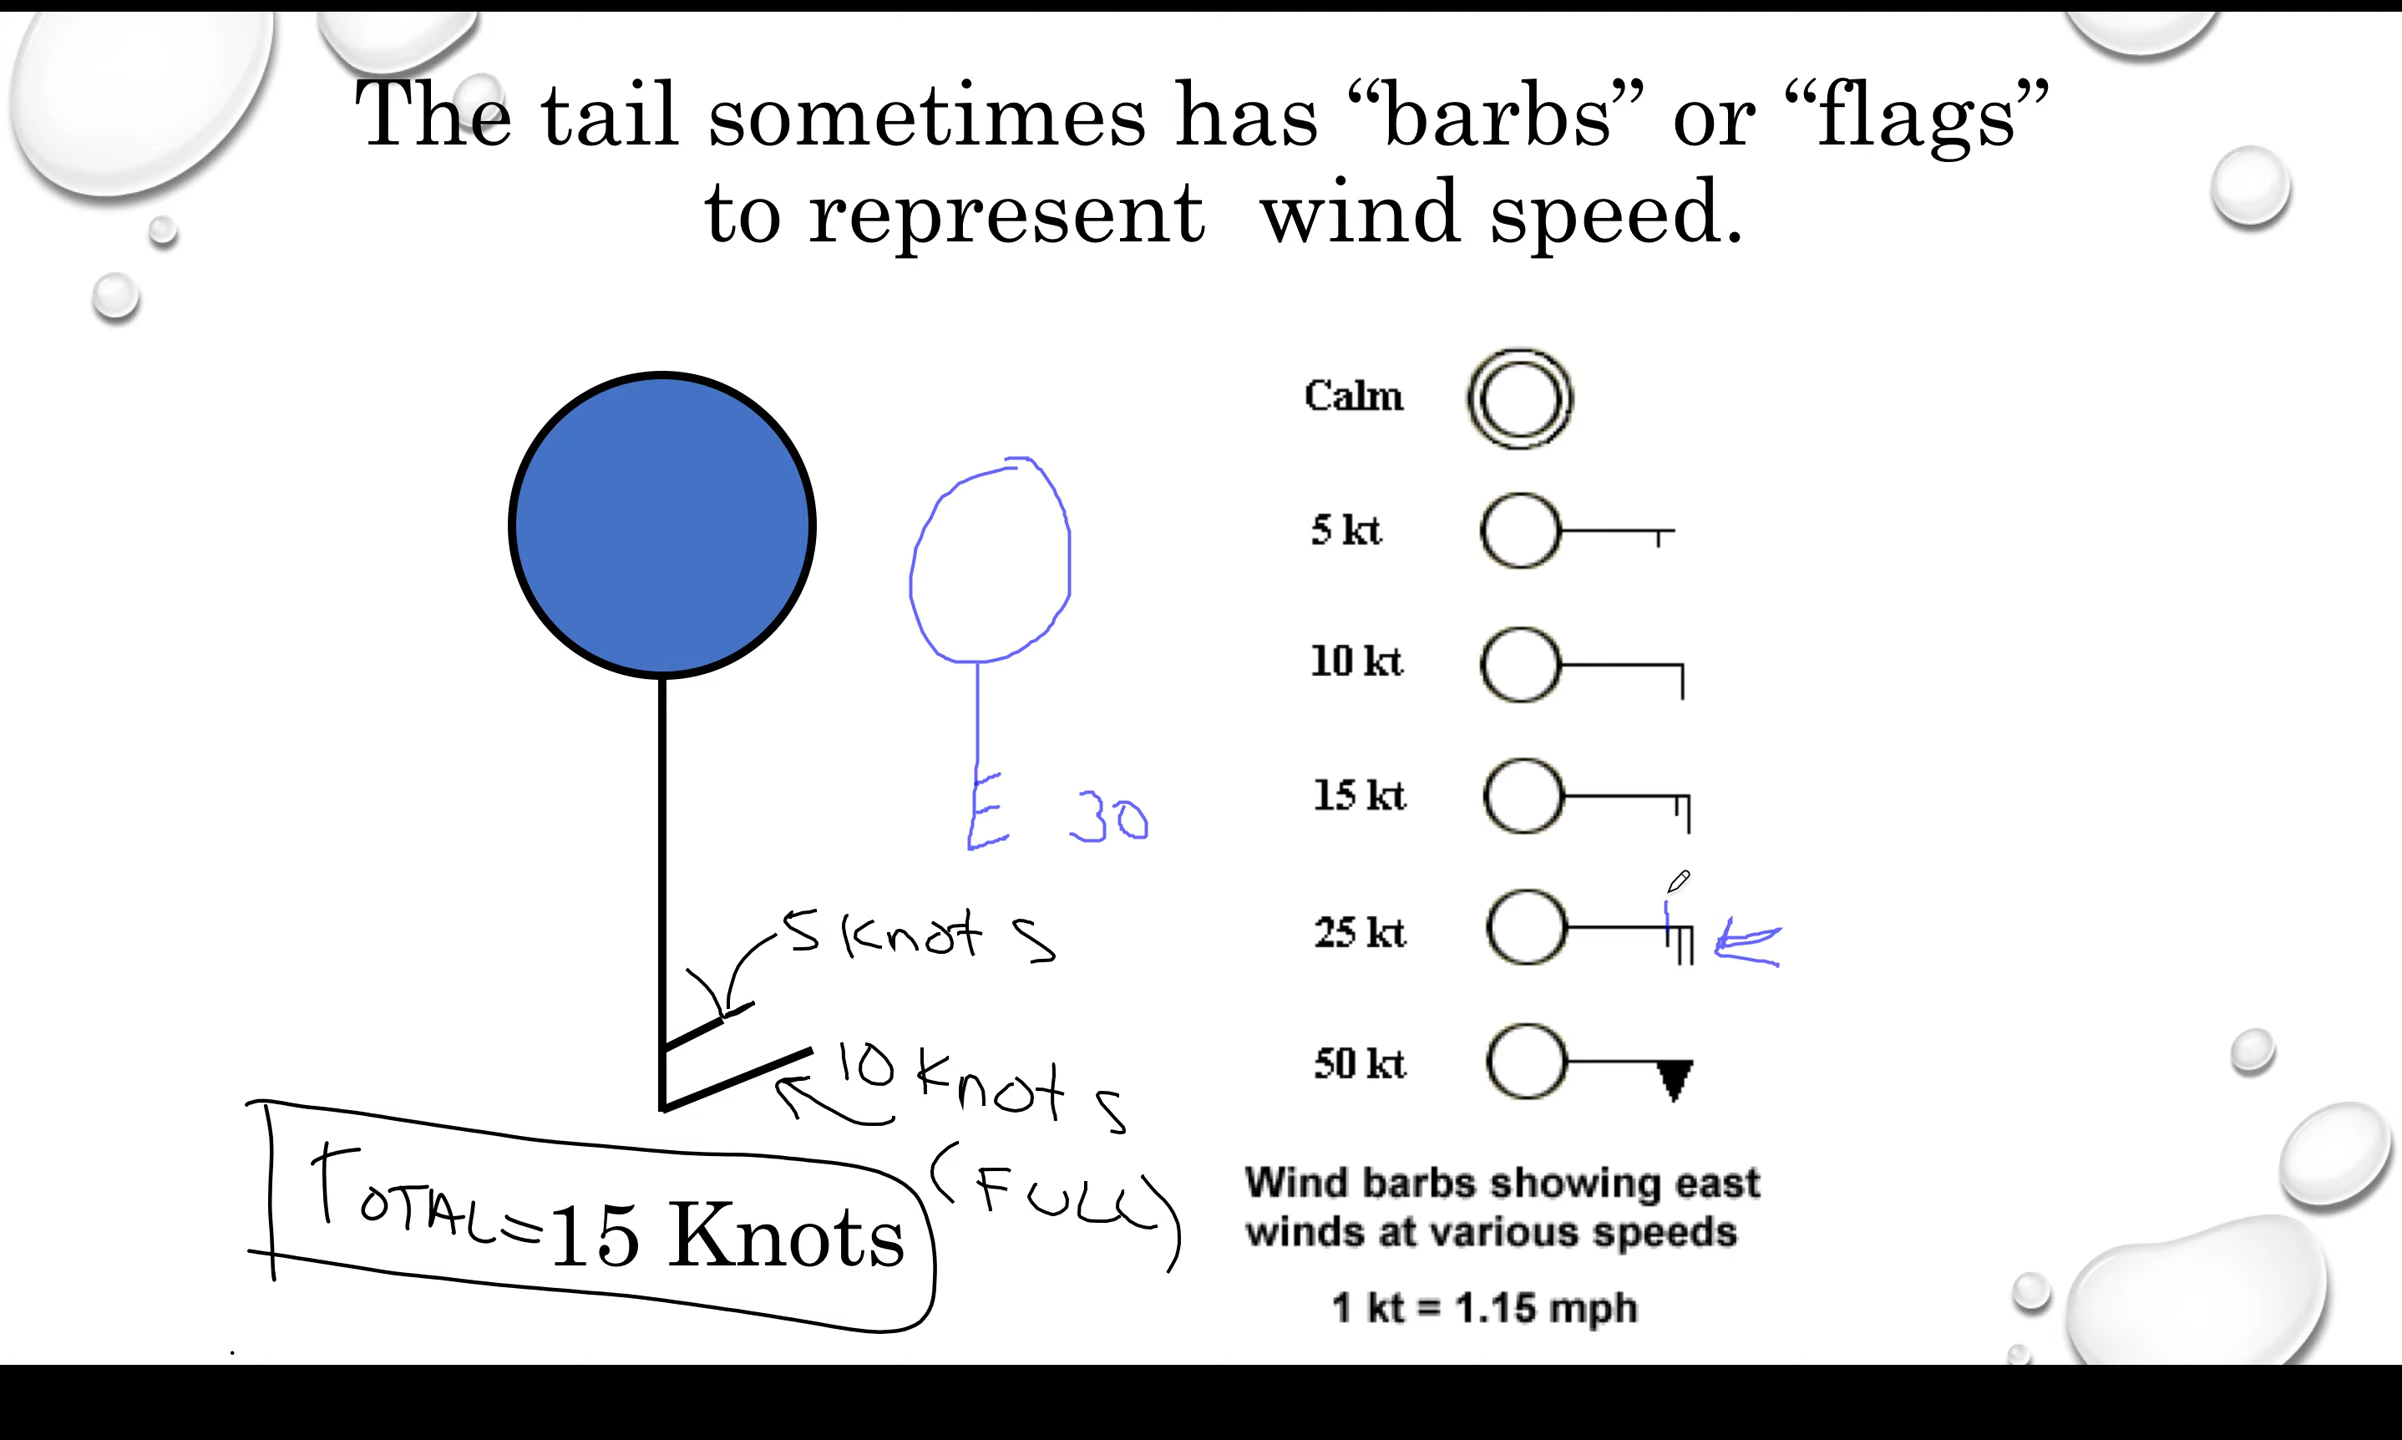 The tail sometimes has “barbs” or “flags”
to represent wind speed.
Calm
5 kt
10 kt
15 kt
25 kt
50 kt
30
5 Knots
10 Knots
(FULL)
TOTAL=15 Knots
Wind barbs showing east
winds at various speeds
1 kt = 1.15 mph